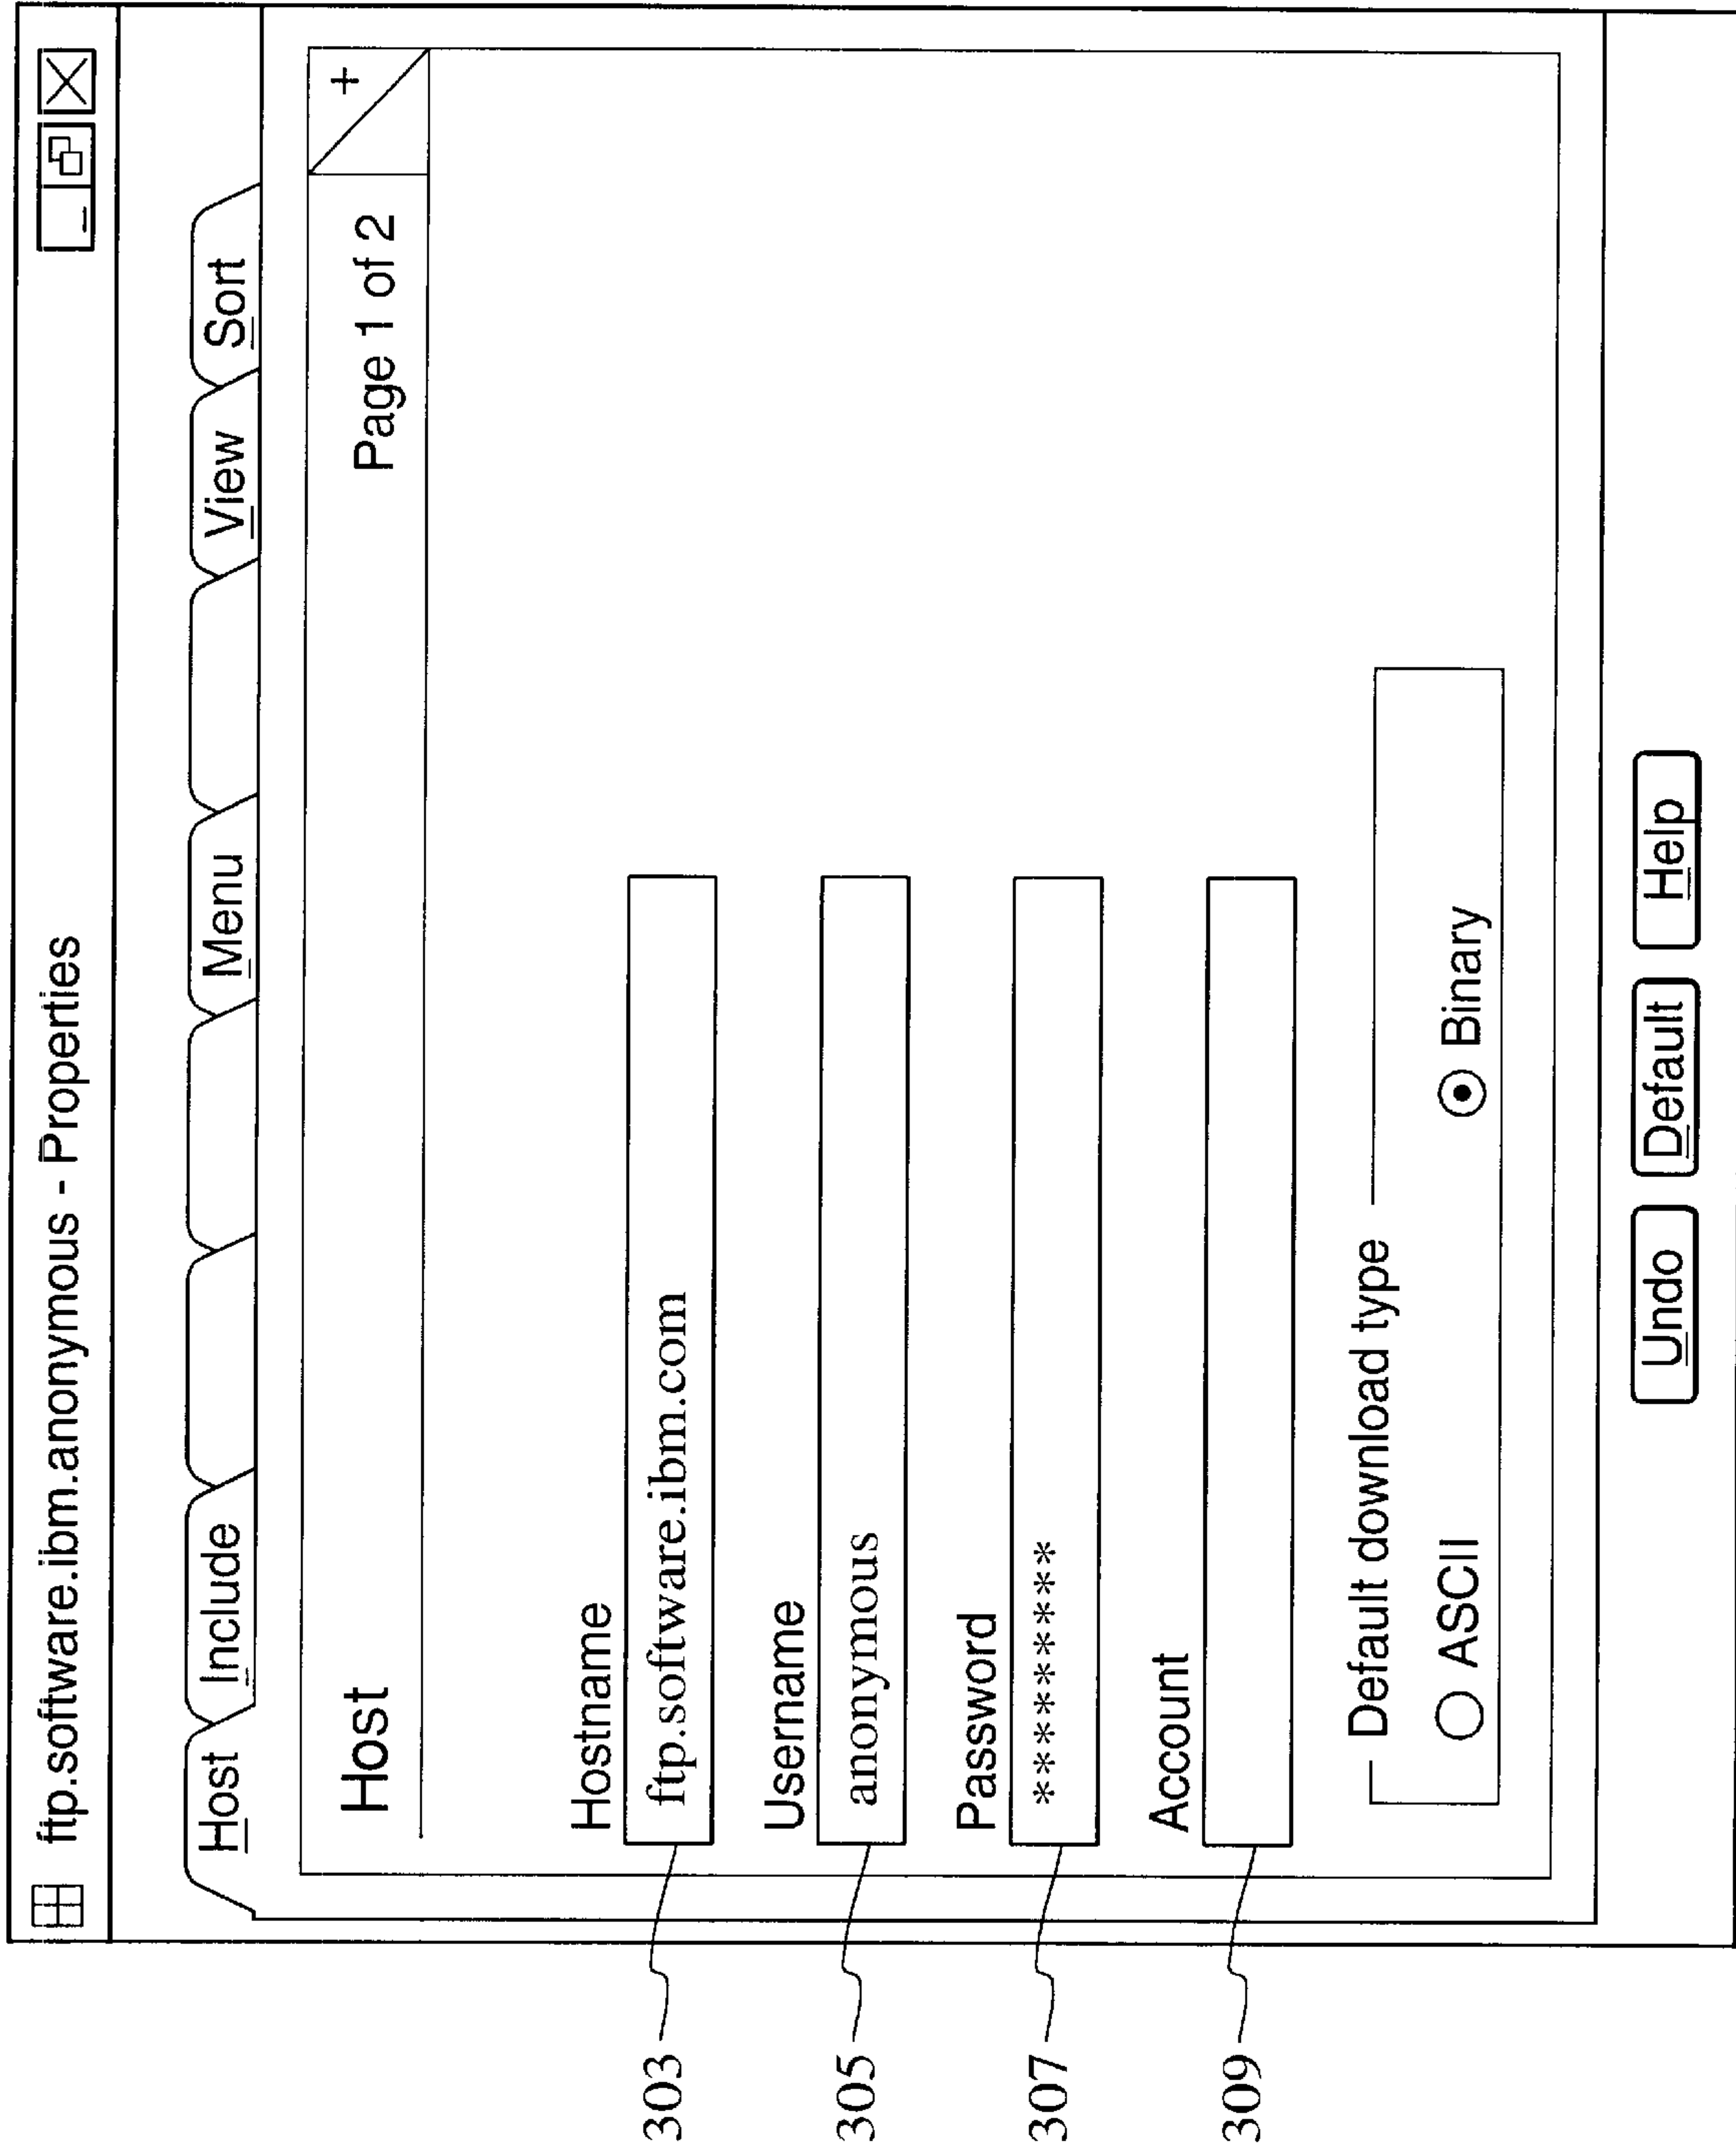 ftp.software.ibm.anonymous - Properties
Host Include Menu View Sort
Host Page 1 of 2 +
Hostname
303 ftp.software.ibm.com
Username
305 anonymous
Password
307 **********
Account
309
Default download type
ASCII Binary
Undo Default Help